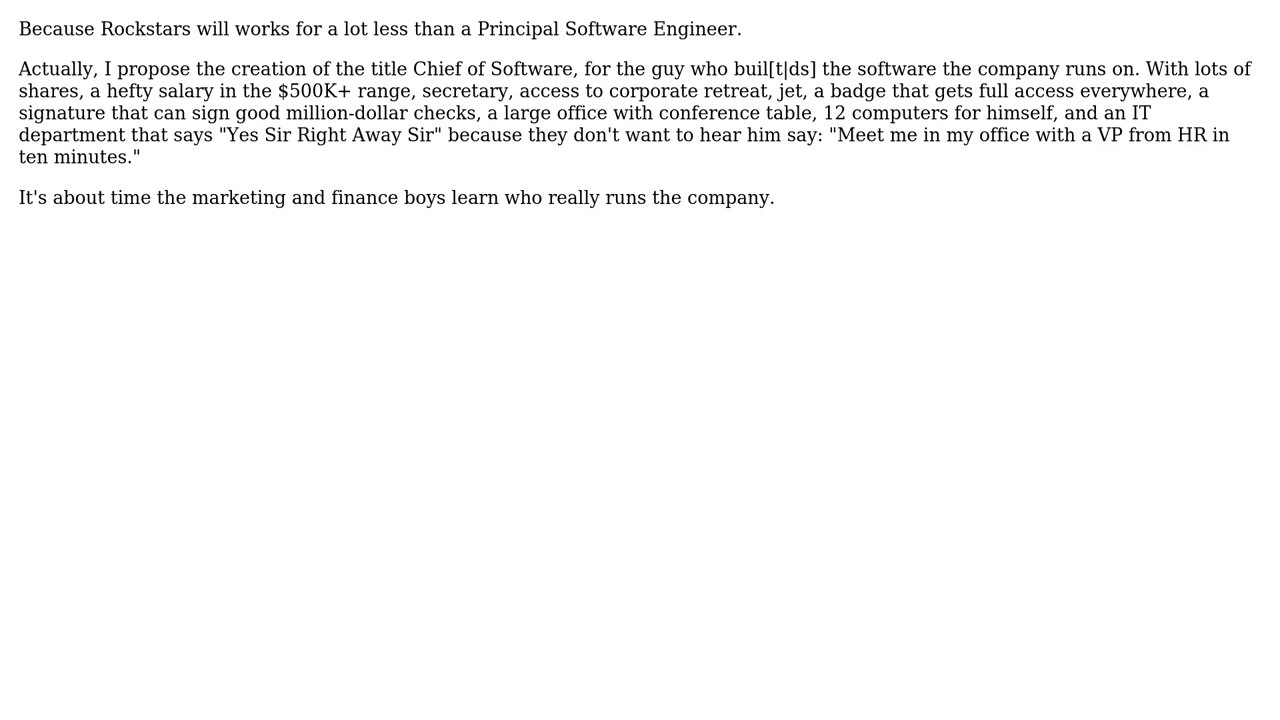 Because Rockstars will works for a lot less than a Principal Software Engineer.
Actually, I propose the creation of the title Chief of Software, for the guy who buil[t|ds] the software the company runs on. With lots of
shares, a hefty salary in the $500K+ range, secretary, access to corporate retreat, jet, a badge that gets full access everywhere, a
signature that can sign good million-dollar checks, a large office with conference table, 12 computers for himself, and an IT
department that says "Yes Sir Right Away Sir" because they don't want to hear him say: "Meet me in my office with a VP from HR in
ten minutes."
It's about time the marketing and finance boys learn who really runs the company.